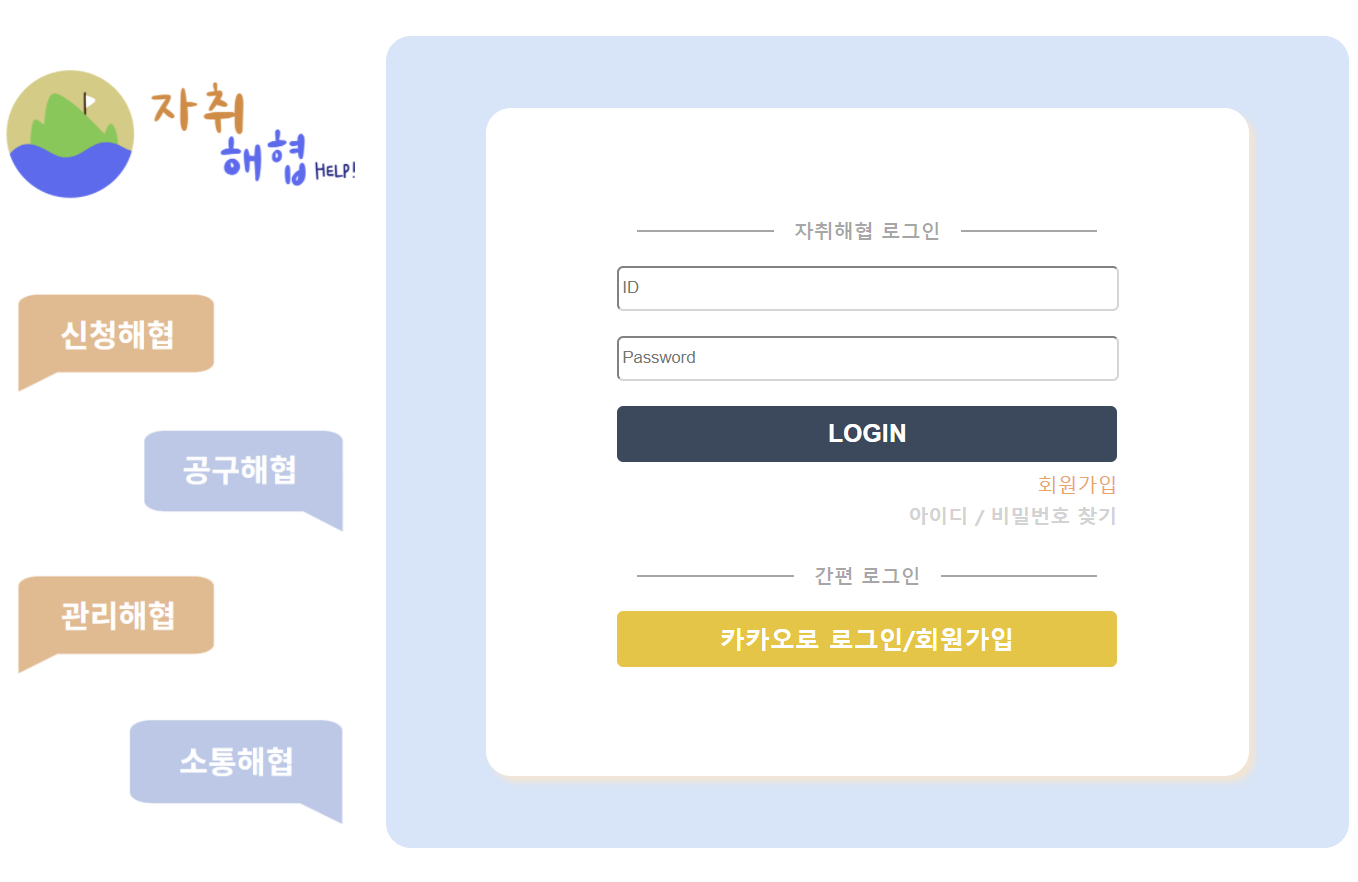 자취
해협 HELP!
신청해협
공구해협
관리해협
소통해협
자취해협 로그인
ID
Password
LOGIN
회원가입
아이디 / 비밀번호 찾기
간편 로그인
카카오로 로그인/회원가입